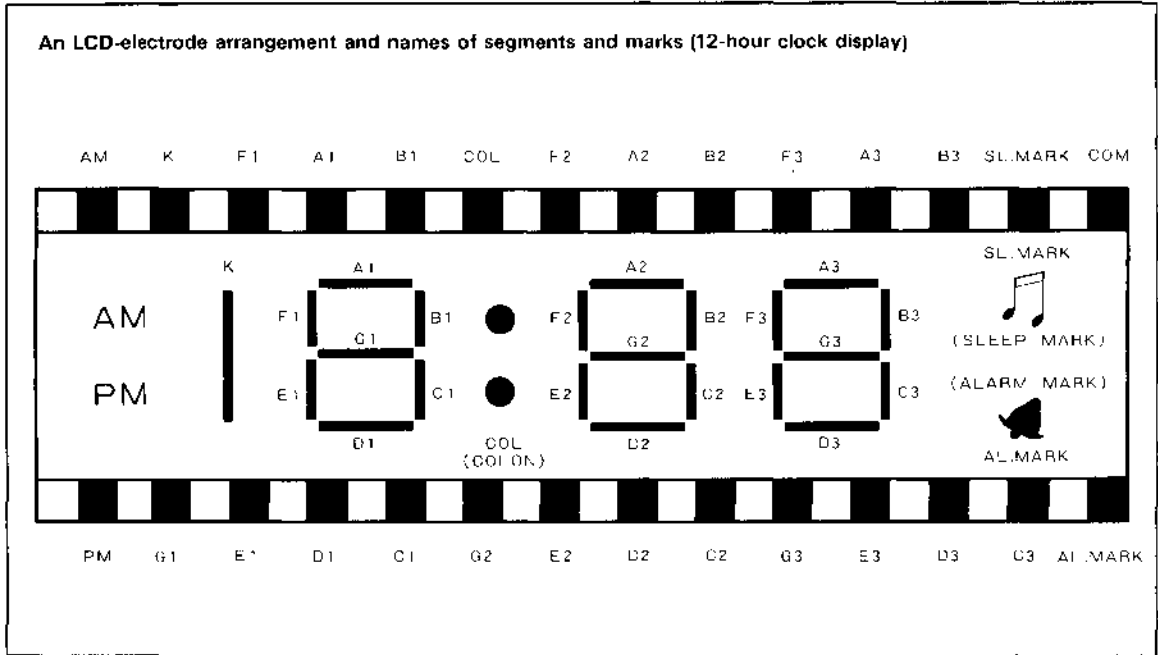 An LCD-electrode arrangement and names of segments and marks (12-hour clock display)
AM K F1 A1 B1 COL F2 A2 B2 F3 A3 B3 SL.MARK COM
K A1 A2 A3 SL.MARK
AM F1 B1 F2 B2 F3 B3
G1 G2 G3 (SLEEP MARK)
PM E1 C1 E2 C2 E3 C3 (ALARM MARK)
D1 COL D2 D3 AL.MARK
(COLON)
PM G1 E1 D1 C1 G2 E2 D2 C2 G3 E3 D3 C3 AL.MARK